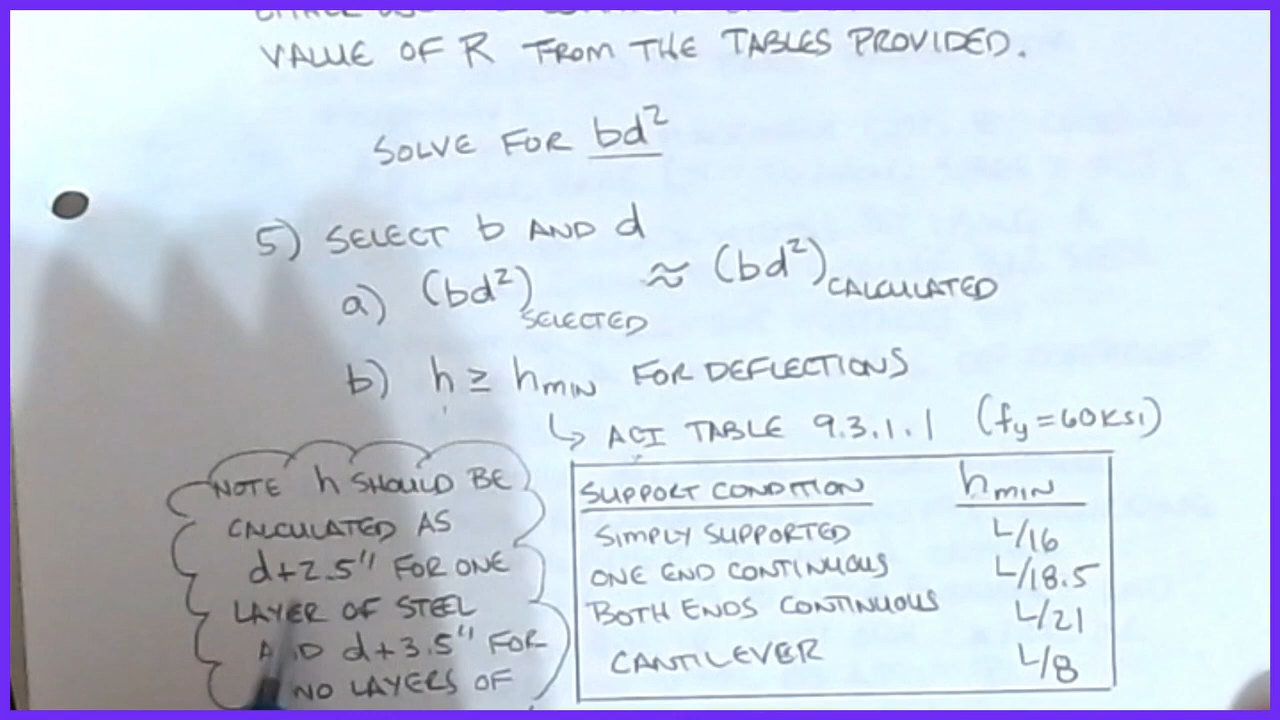 VALUE OF R FROM THE TABLES PROVIDED.
SOLVE FOR bd²
5) SELECT b AND d
a) (bd²)SELECTED ≈ (bd²)CALCULATED
b) h ≥ hMIN FOR DEFLECTIONS
↳ ACI TABLE 9.3.1.1 (fy = 60KSI)
NOTE h SHOULD BE
CALCULATED AS
d+2.5" FOR ONE
LAYER OF STEEL
d+3.5" FOR
LAYERS OF
SUPPORT CONDITION hMIN
SIMPLY SUPPORTED L/16
ONE END CONTINUOUS L/18.5
BOTH ENDS CONTINUOUS L/21
CANTILEVER L/8